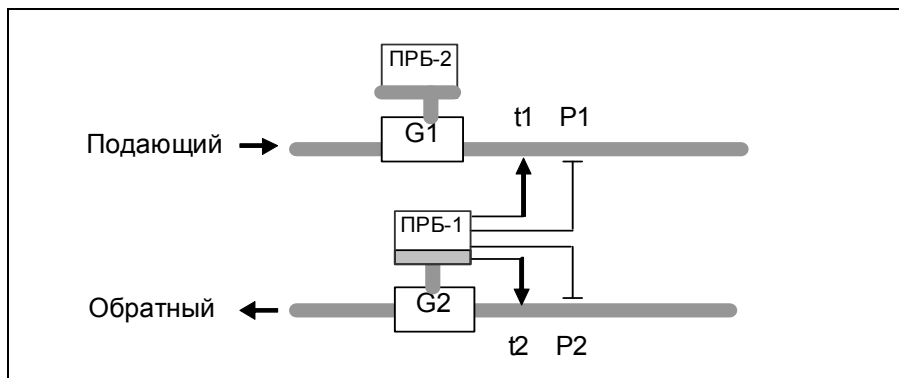 ПРБ-2
G1
t1 P1
Подающий
ПРБ-1
G2
Обратный
t2 P2